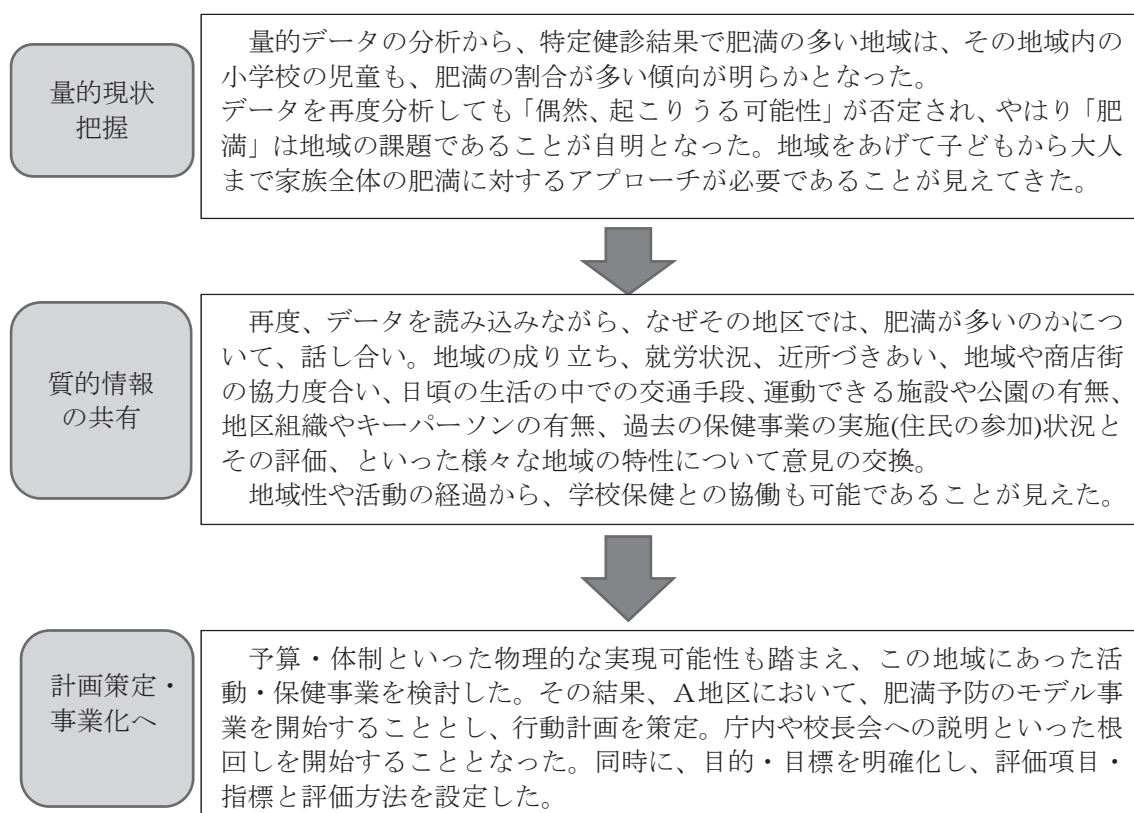 量的現状
把握
量的データの分析から、特定健診結果で肥満の多い地域は、その地域内の
小学校の児童も、肥満の割合が多い傾向が明らかとなった。
データを再度分析しても「偶然、起こりうる可能性」が否定され、やはり「肥
満」は地域の課題であることが自明となった。地域をあげて子どもから大人
まで家族全体の肥満に対するアプローチが必要であることが見えてきた。
質的情報
の共有
再度、データを読み込みながら、なぜその地区では、肥満が多いのかにつ
いて、話し合い。地域の成り立ち、就労状況、近所づきあい、地域や商店街
の協力度合い、日頃の生活の中での交通手段、運動できる施設や公園の有無、
地区組織やキーパーソンの有無、過去の保健事業の実施(住民の参加)状況と
その評価、といった様々な地域の特性について意見の交換。
地域性や活動の経過から、学校保健との協働も可能であることが見えた。
計画策定・
事業化へ
予算・体制といった物理的な実現可能性も踏まえ、この地域にあった活
動・保健事業を検討した。その結果、A地区において、肥満予防のモデル事
業を開始することとし、行動計画を策定。庁内や校長会への説明といった根
回しを開始することとなった。同時に、目的・目標を明確化し、評価項目・
指標と評価方法を設定した。